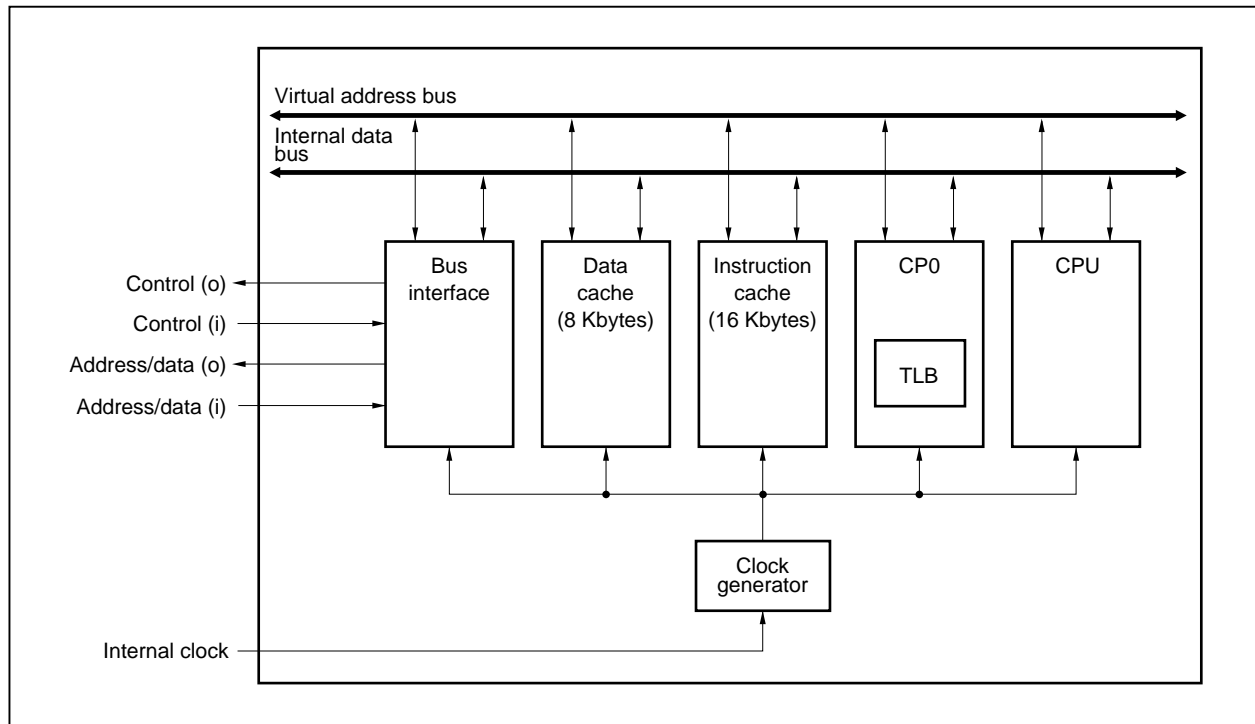 Virtual address bus
Internal data
bus
Bus
interface
Data
cache
(8 Kbytes)
Instruction
cache
(16 Kbytes)
CP0
TLB
CPU
Control (o)
Control (i)
Address/data (o)
Address/data (i)
Clock
generator
Internal clock